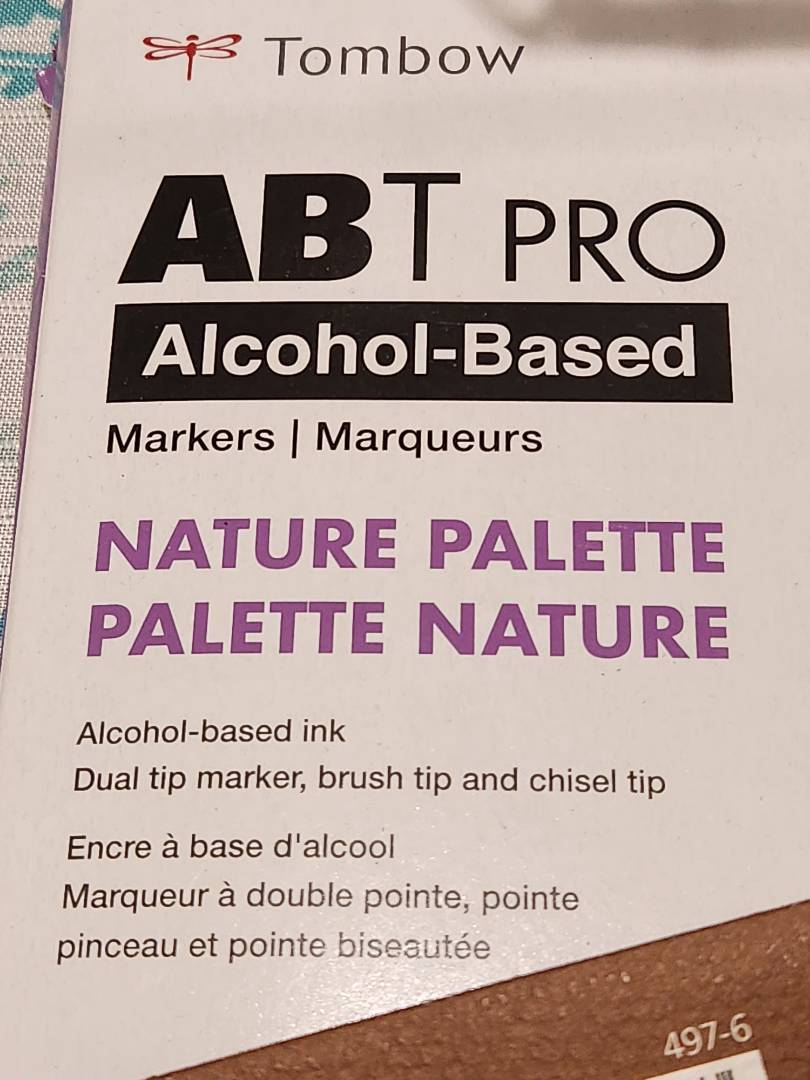 Tombow
ABT PRO
Alcohol-Based
Markers | Marqueurs
NATURE PALETTE
PALETTE NATURE
Alcohol-based ink
Dual tip marker, brush tip and chisel tip
Encre à base d'alcool
Marqueur à double pointe, pointe
pinceau et pointe biseautée
497-6